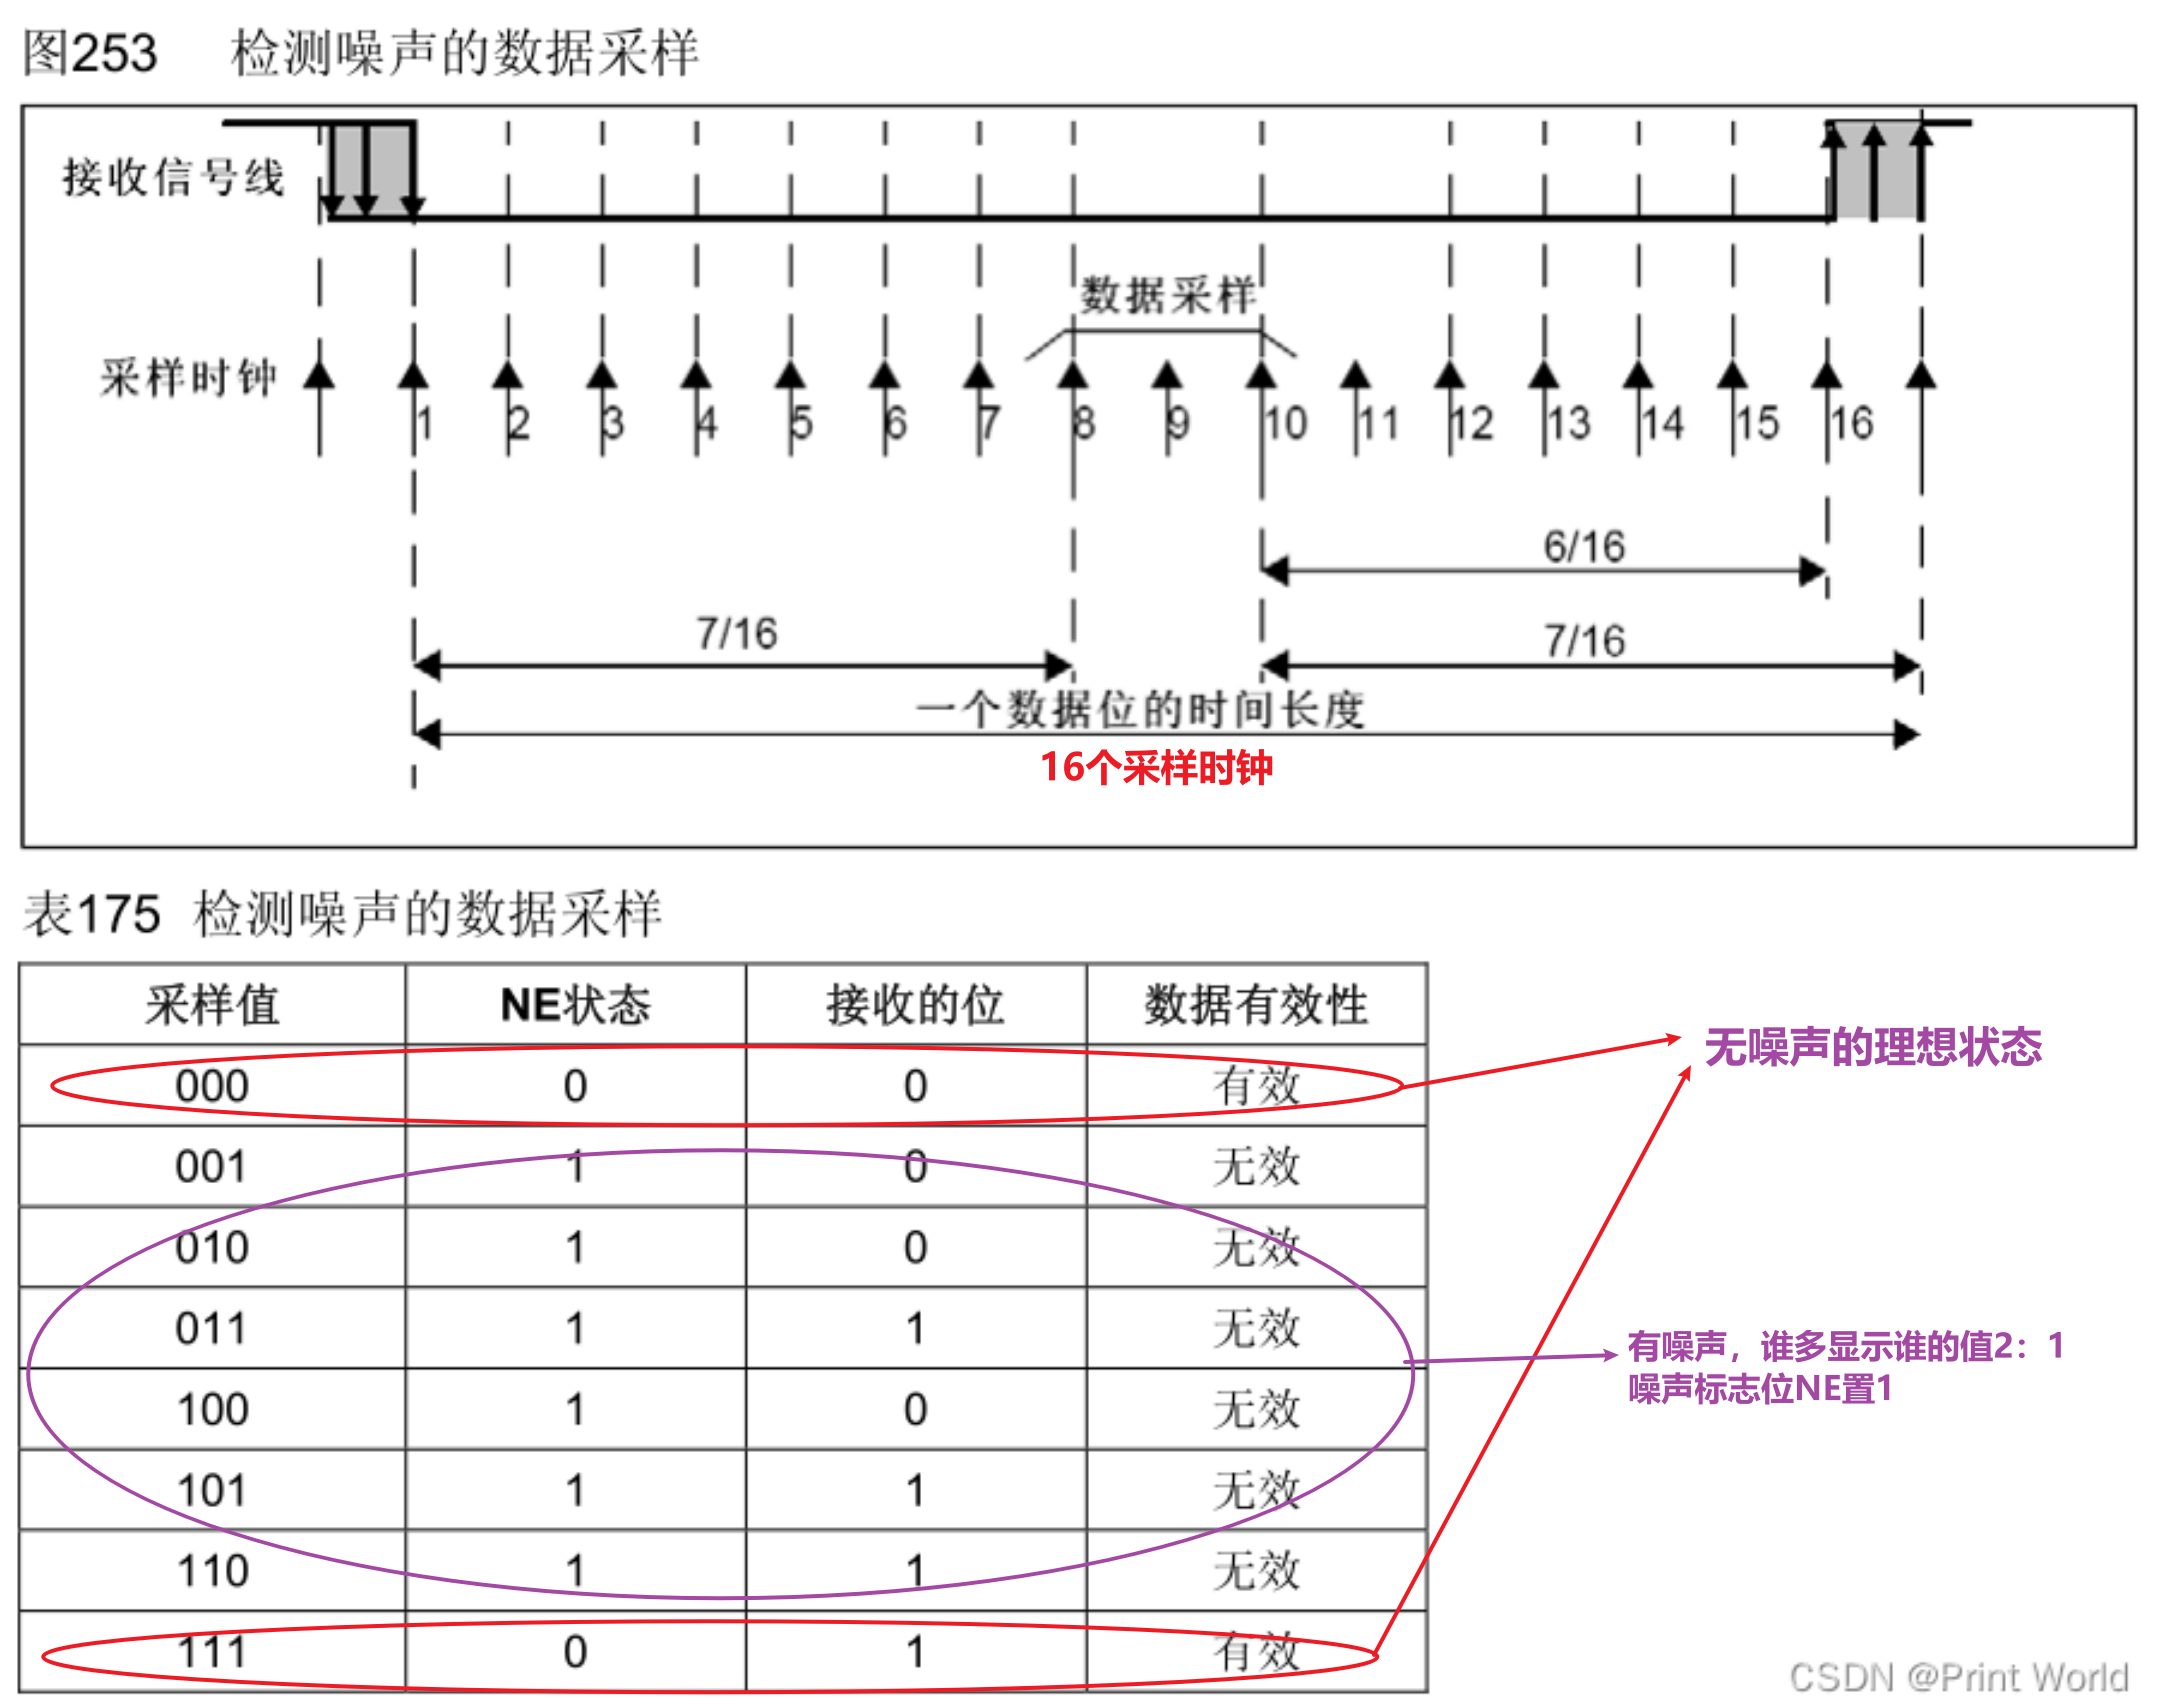 图253 检测噪声的数据采样
接收信号线
数据采样
采样时钟
1 2 3 4 5 6 7 8 9 10 11 12 13 14 15 16
6/16
7/16 7/16
一个数据位的时间长度
16个采样时钟
表175 检测噪声的数据采样
采样值 NE状态 接收的位 数据有效性
000 0 0 有效
001 1 0 无效
010 1 0 无效
011 1 1 无效
100 1 0 无效
101 1 1 无效
110 1 1 无效
111 0 1 有效
无噪声的理想状态
有噪声，谁多显示谁的值2：1
噪声标志位NE置1
CSDN @Print World